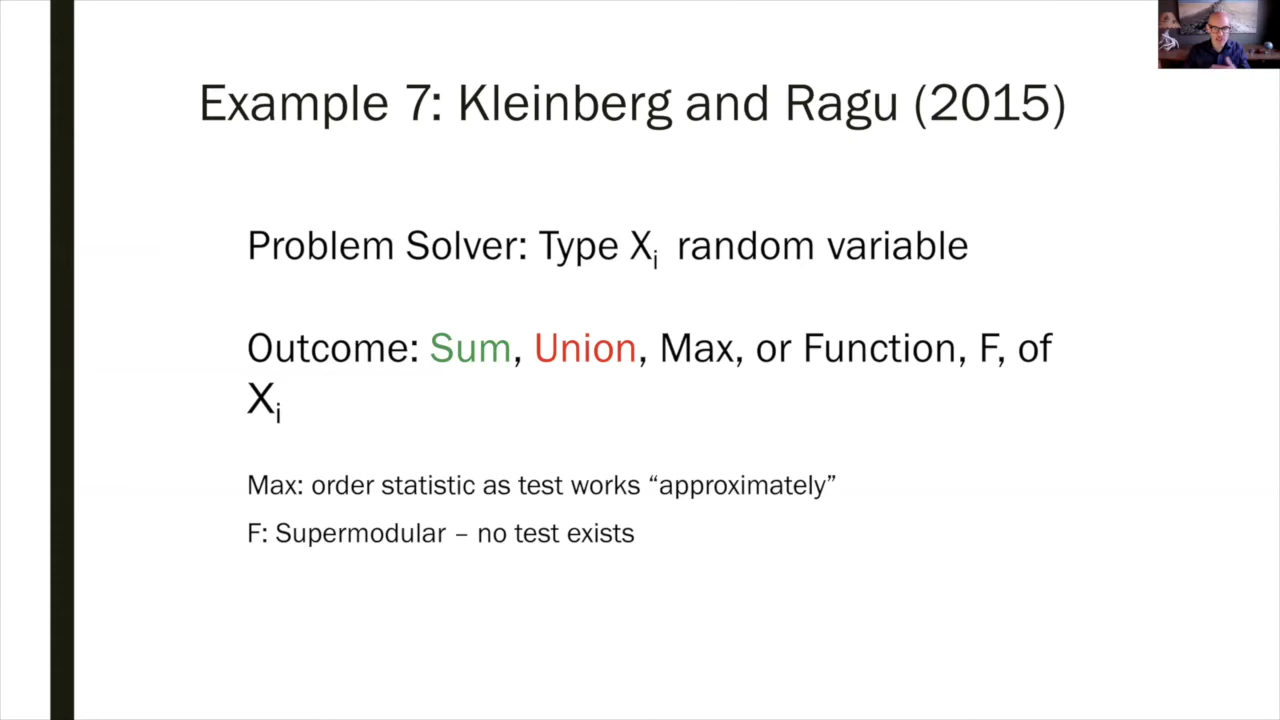 Example 7: Kleinberg and Ragu (2015)
Problem Solver: Type Xi random variable
Outcome: Sum, Union, Max, or Function, F, of
Xi
Max: order statistic as test works “approximately”
F: Supermodular – no test exists